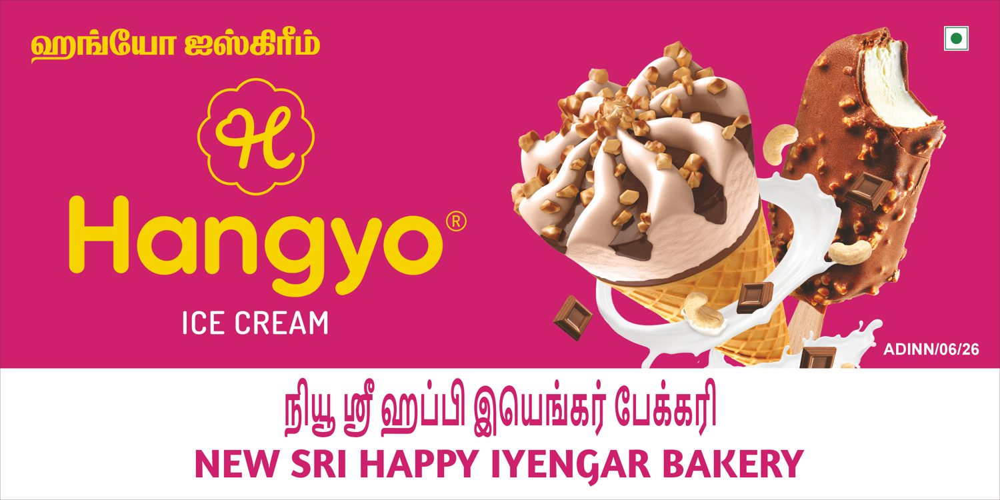 ஹங்யோ ஐஸ்கிரீம்
H
Hangyo®
ICE CREAM
ADINN/06/26
நியூ ஸ்ரீ ஹப்பி இயெங்கர் பேக்கரி
NEW SRI HAPPY IYENGAR BAKERY